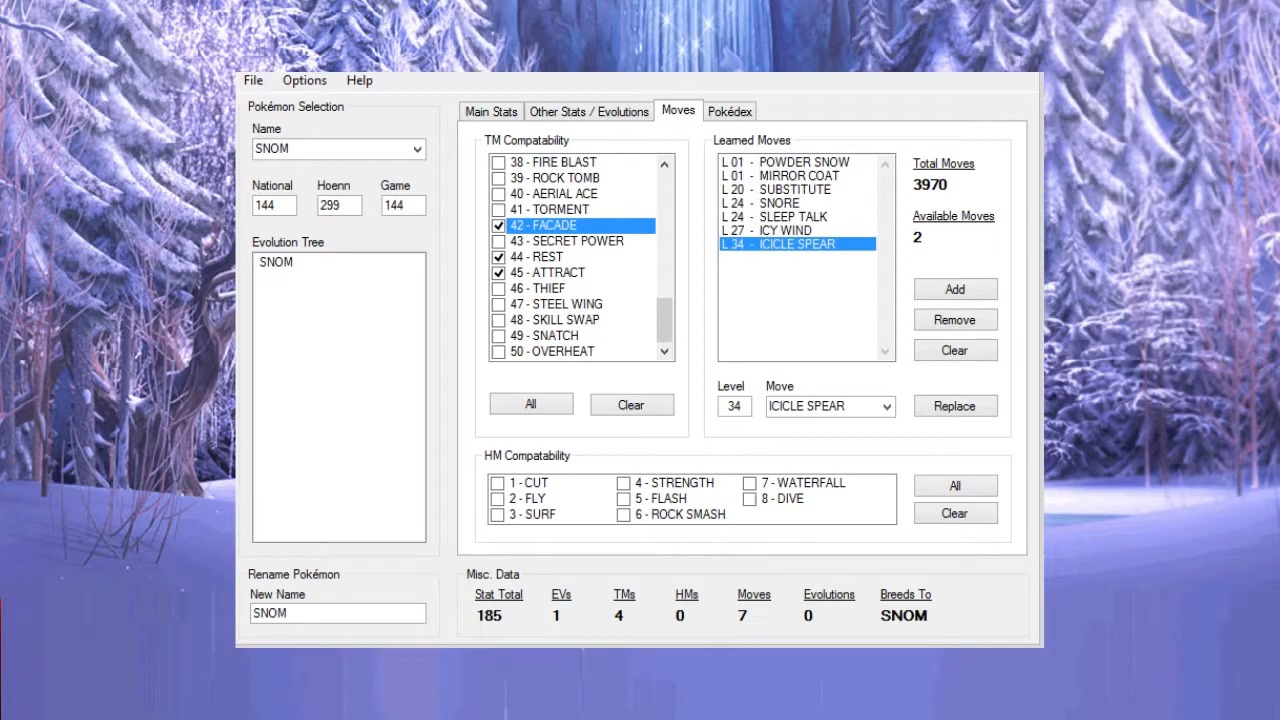 File Options Help
Pokémon Selection
Name
SNOM
National Hoenn Game
144 299 144
Evolution Tree
SNOM
Rename Pokémon
New Name
SNOM
Main Stats Other Stats / Evolutions Moves Pokédex
TM Compatability
38 - FIRE BLAST
39 - ROCK TOMB
40 - AERIAL ACE
41 - TORMENT
42 - FACADE
43 - SECRET POWER
44 - REST
45 - ATTRACT
46 - THIEF
47 - STEEL WING
48 - SKILL SWAP
49 - SNATCH
50 - OVERHEAT
All Clear
Learned Moves
L 01 - POWDER SNOW
L 01 - MIRROR COAT
L 20 - SUBSTITUTE
L 24 - SNORE
L 24 - SLEEP TALK
L 27 - ICY WIND
L 34 - ICICLE SPEAR
Total Moves
3970
Available Moves
2
Add
Remove
Clear
Level Move
34 ICICLE SPEAR Replace
HM Compatability
1 - CUT 4 - STRENGTH 7 - WATERFALL
2 - FLY 5 - FLASH 8 - DIVE
3 - SURF 6 - ROCK SMASH
All
Clear
Misc. Data
Stat Total EVs TMs HMs Moves Evolutions Breeds To
185 1 4 0 7 0 SNOM